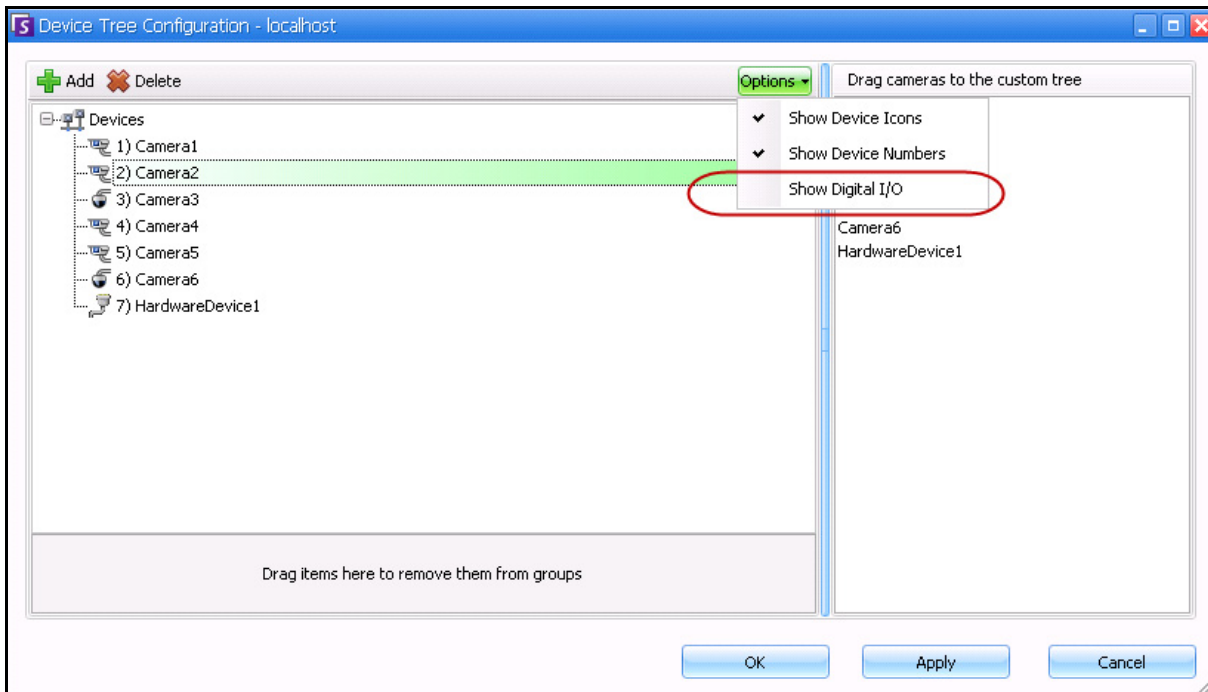 Device Tree Configuration - localhost
Add Delete Options
Drag cameras to the custom tree
Show Device Icons
Show Device Numbers
Show Digital I/O
Devices
1) Camera1
2) Camera2
3) Camera3
4) Camera4
5) Camera5
6) Camera6
7) HardwareDevice1
Camera6
HardwareDevice1
Drag items here to remove them from groups
OK Apply Cancel